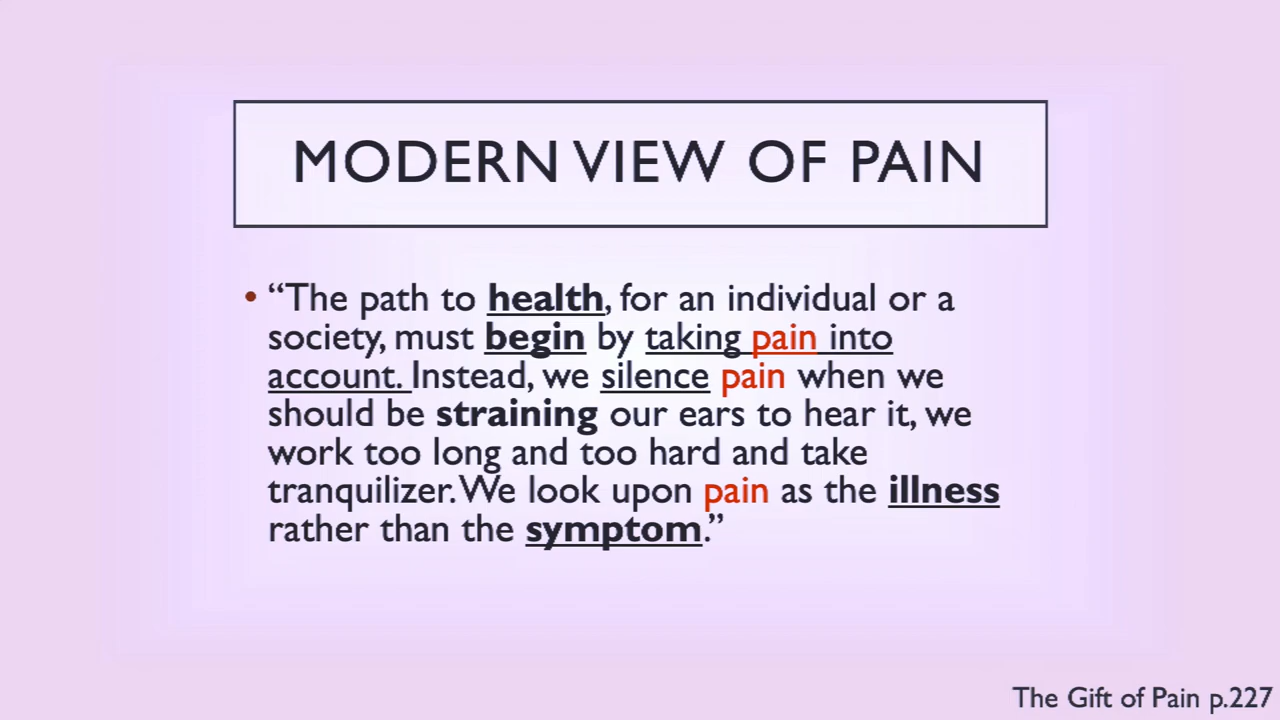 MODERN VIEW OF PAIN
• “The path to health, for an individual or a
society, must begin by taking pain into
account. Instead, we silence pain when we
should be straining our ears to hear it, we
work too long and too hard and take
tranquilizer. We look upon pain as the illness
rather than the symptom.”
The Gift of Pain p.227